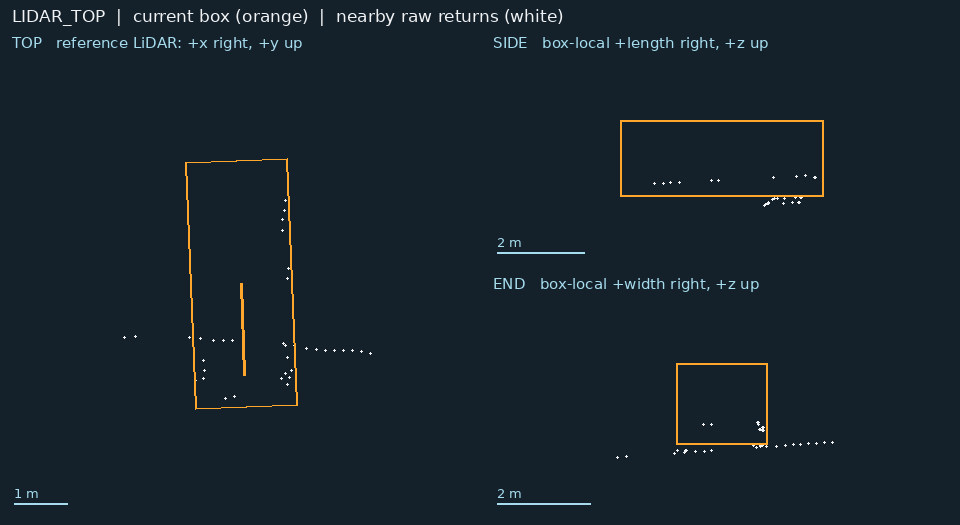 LIDAR_TOP | current box (orange) | nearby raw returns (white)
TOP reference LiDAR: +x right, +y up
SIDE box-local +length right, +z up
2 m
END box-local +width right, +z up
1 m
2 m